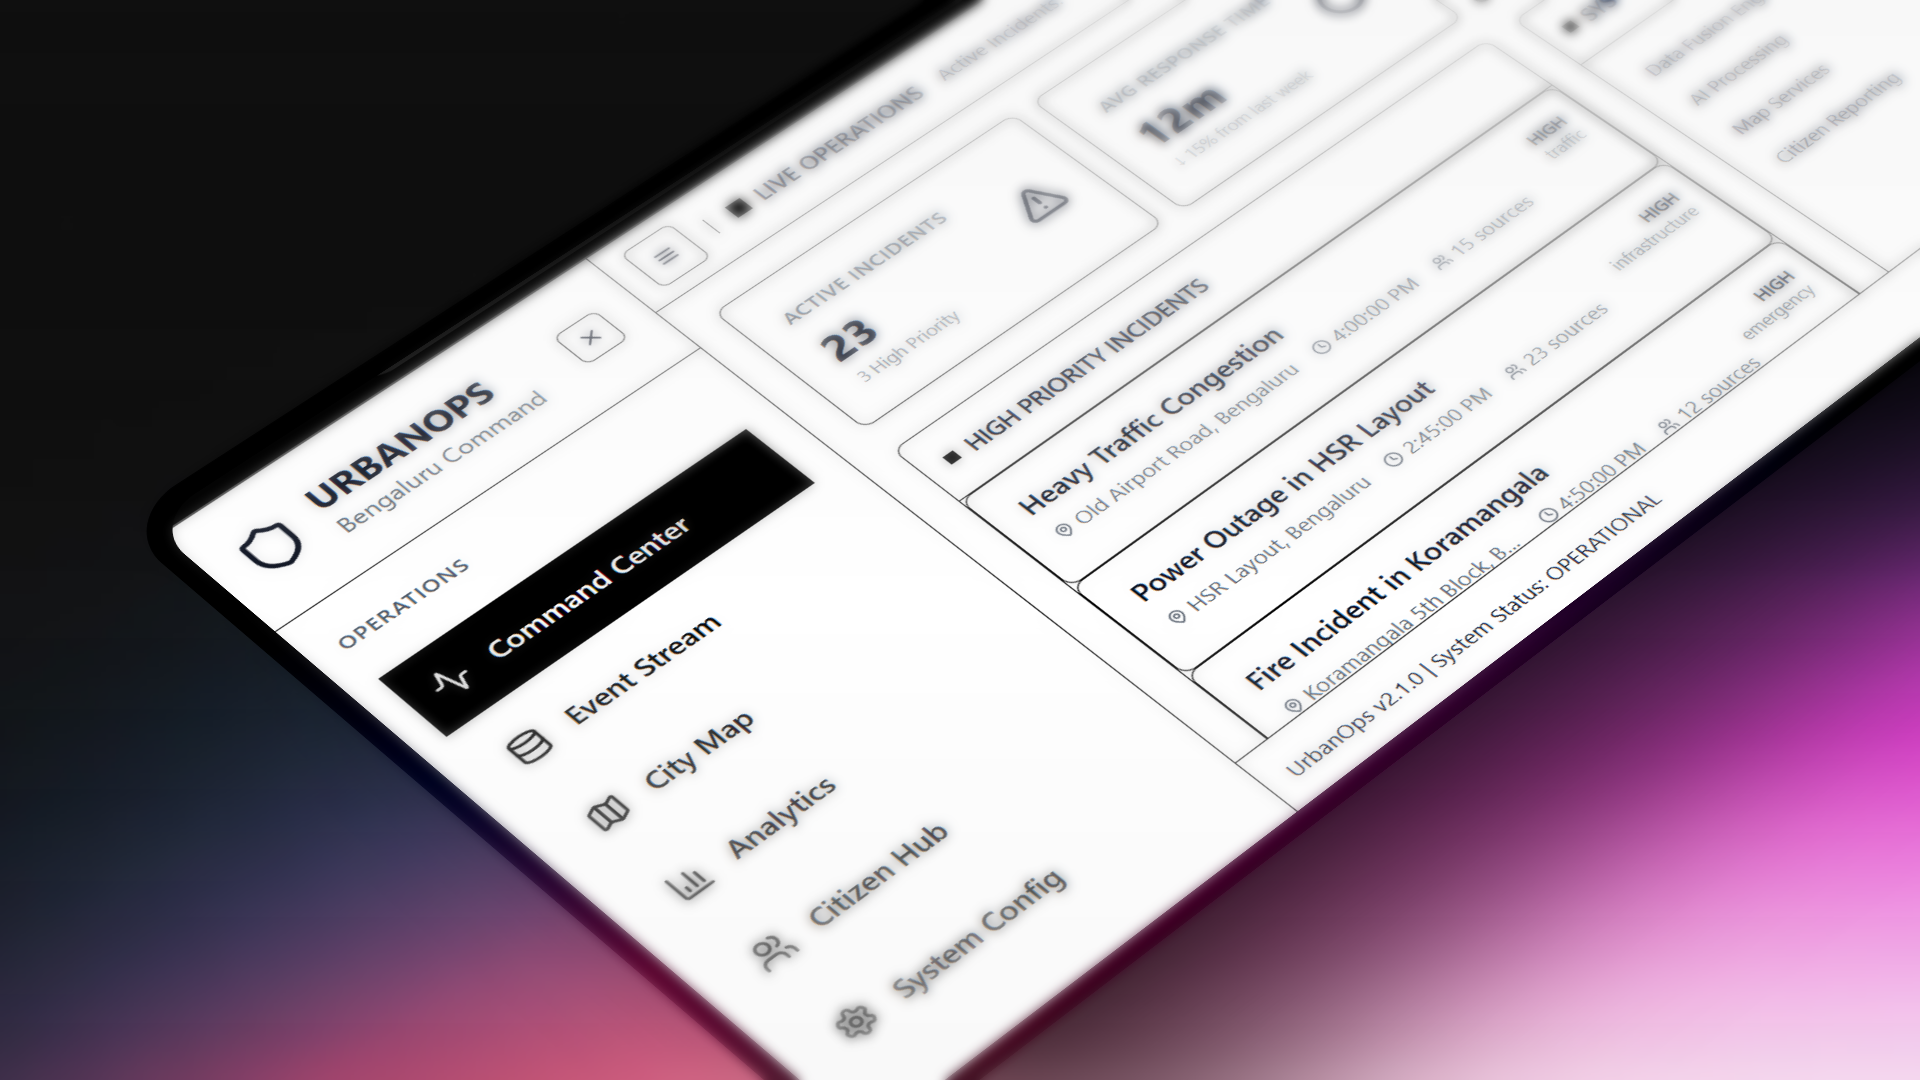 URBANOPS
Bengaluru Command
OPERATIONS
Command Center
Event Stream
City Map
Analytics
Citizen Hub
System Config
LIVE OPERATIONS
Active Incidents
ACTIVE INCIDENTS
23
3 High Priority
AVG RESPONSE TIME
12m
↓ 15% from last week
HIGH PRIORITY INCIDENTS
Heavy Traffic Congestion
Old Airport Road, Bengaluru 4:00:00 PM 15 sources
HIGH
traffic
Power Outage in HSR Layout
HSR Layout, Bengaluru 2:45:00 PM 23 sources
HIGH
infrastructure
Fire Incident in Koramangala
Koramangala 5th Block, B... 4:50:00 PM 12 sources
HIGH
emergency
Data Fusion
AI Processing
Map Services
Citizen Reporting
UrbanOps v2.1.0 | System Status: OPERATIONAL